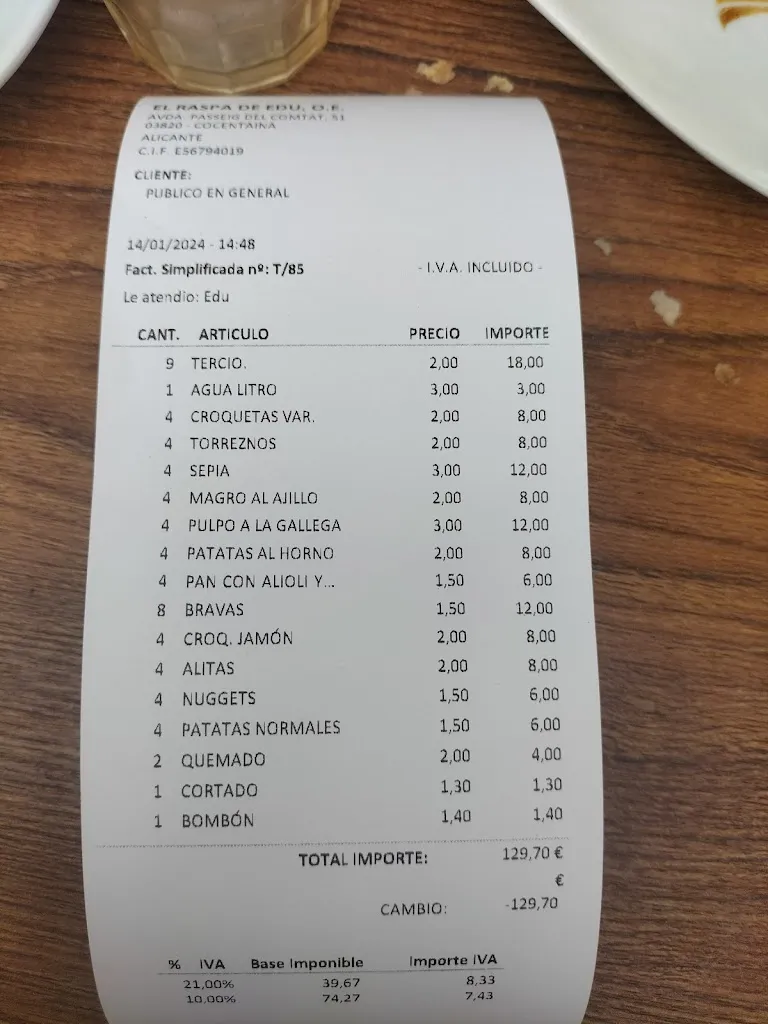 EL RASPA DE EDU, O.E.
AVDA. PASSEIG DEL COMTAT, 51
03820 - COCENTAINA
ALICANTE
C.I.F. E56794019
CLIENTE:
PUBLICO EN GENERAL
14/01/2024 - 14:48
Fact. Simplificada nº: T/85 - I.V.A. INCLUIDO -
Le atendio: Edu
CANT. ARTICULO PRECIO IMPORTE
9 TERCIO. 2,00 18,00
1 AGUA LITRO 3,00 3,00
4 CROQUETAS VAR. 2,00 8,00
4 TORREZNOS 2,00 8,00
4 SEPIA 3,00 12,00
4 MAGRO AL AJILLO 2,00 8,00
4 PULPO A LA GALLEGA 3,00 12,00
4 PATATAS AL HORNO 2,00 8,00
4 PAN CON ALIOLI Y... 1,50 6,00
8 BRAVAS 1,50 12,00
4 CROQ. JAMÓN 2,00 8,00
4 ALITAS 2,00 8,00
4 NUGGETS 1,50 6,00
4 PATATAS NORMALES 1,50 6,00
2 QUEMADO 2,00 4,00
1 CORTADO 1,30 1,30
1 BOMBÓN 1,40 1,40
TOTAL IMPORTE: 129,70 €
€
CAMBIO: -129,70
% IVA Base Imponible Importe IVA
21,00% 39,67 8,33
10,00% 74,27 7,43